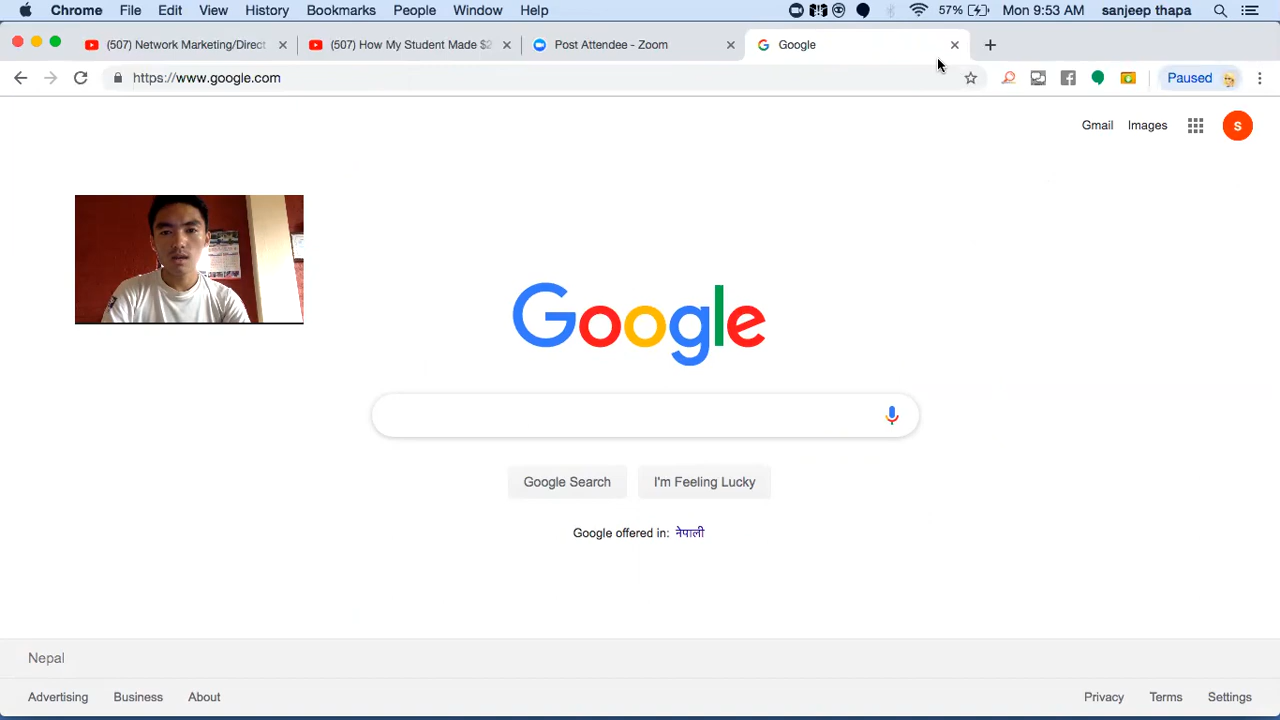 Chrome File Edit View History Bookmarks People Window Help 57% Mon 9:53 AM sanjeep thapa
(507) Network Marketing/Direct (507) How My Student Made $2 Post Attendee - Zoom Google
https://www.google.com Paused
Gmail Images S
Google
Google Search I'm Feeling Lucky
Google offered in: नेपाली
Nepal
Advertising Business About Privacy Terms Settings